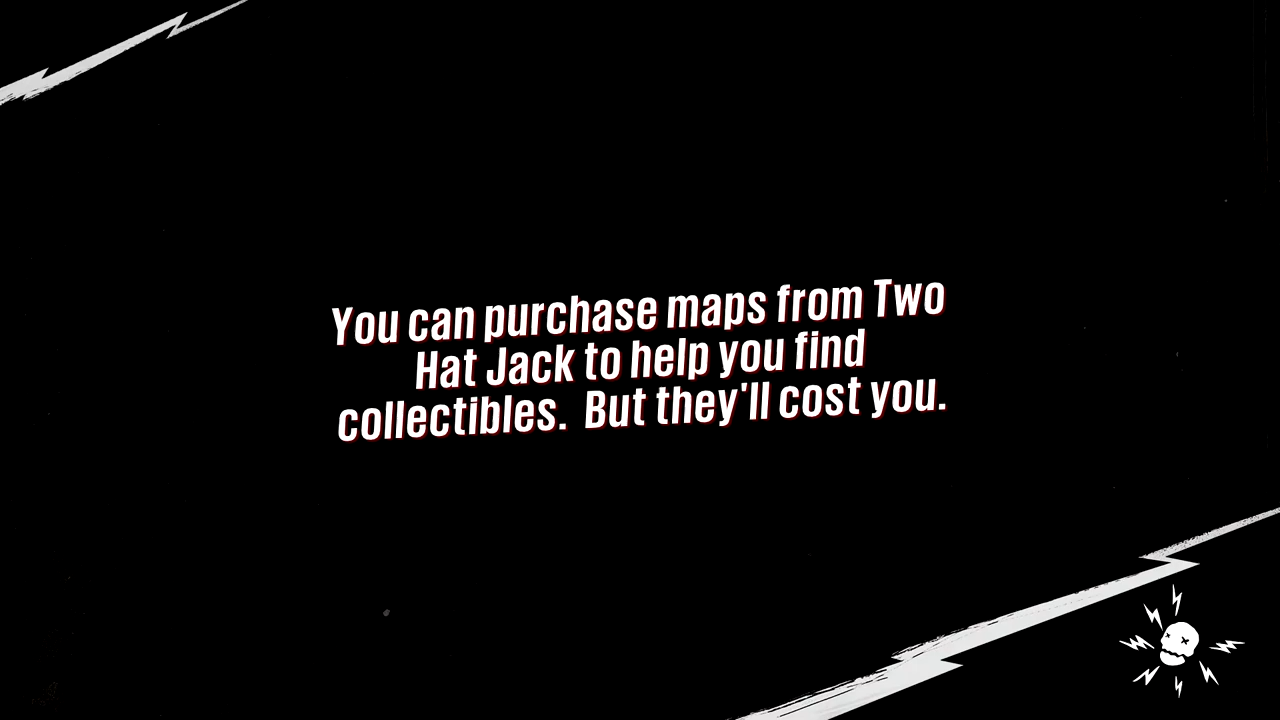 You can purchase maps from Two
Hat Jack to help you find
collectibles.  But they'll cost you.